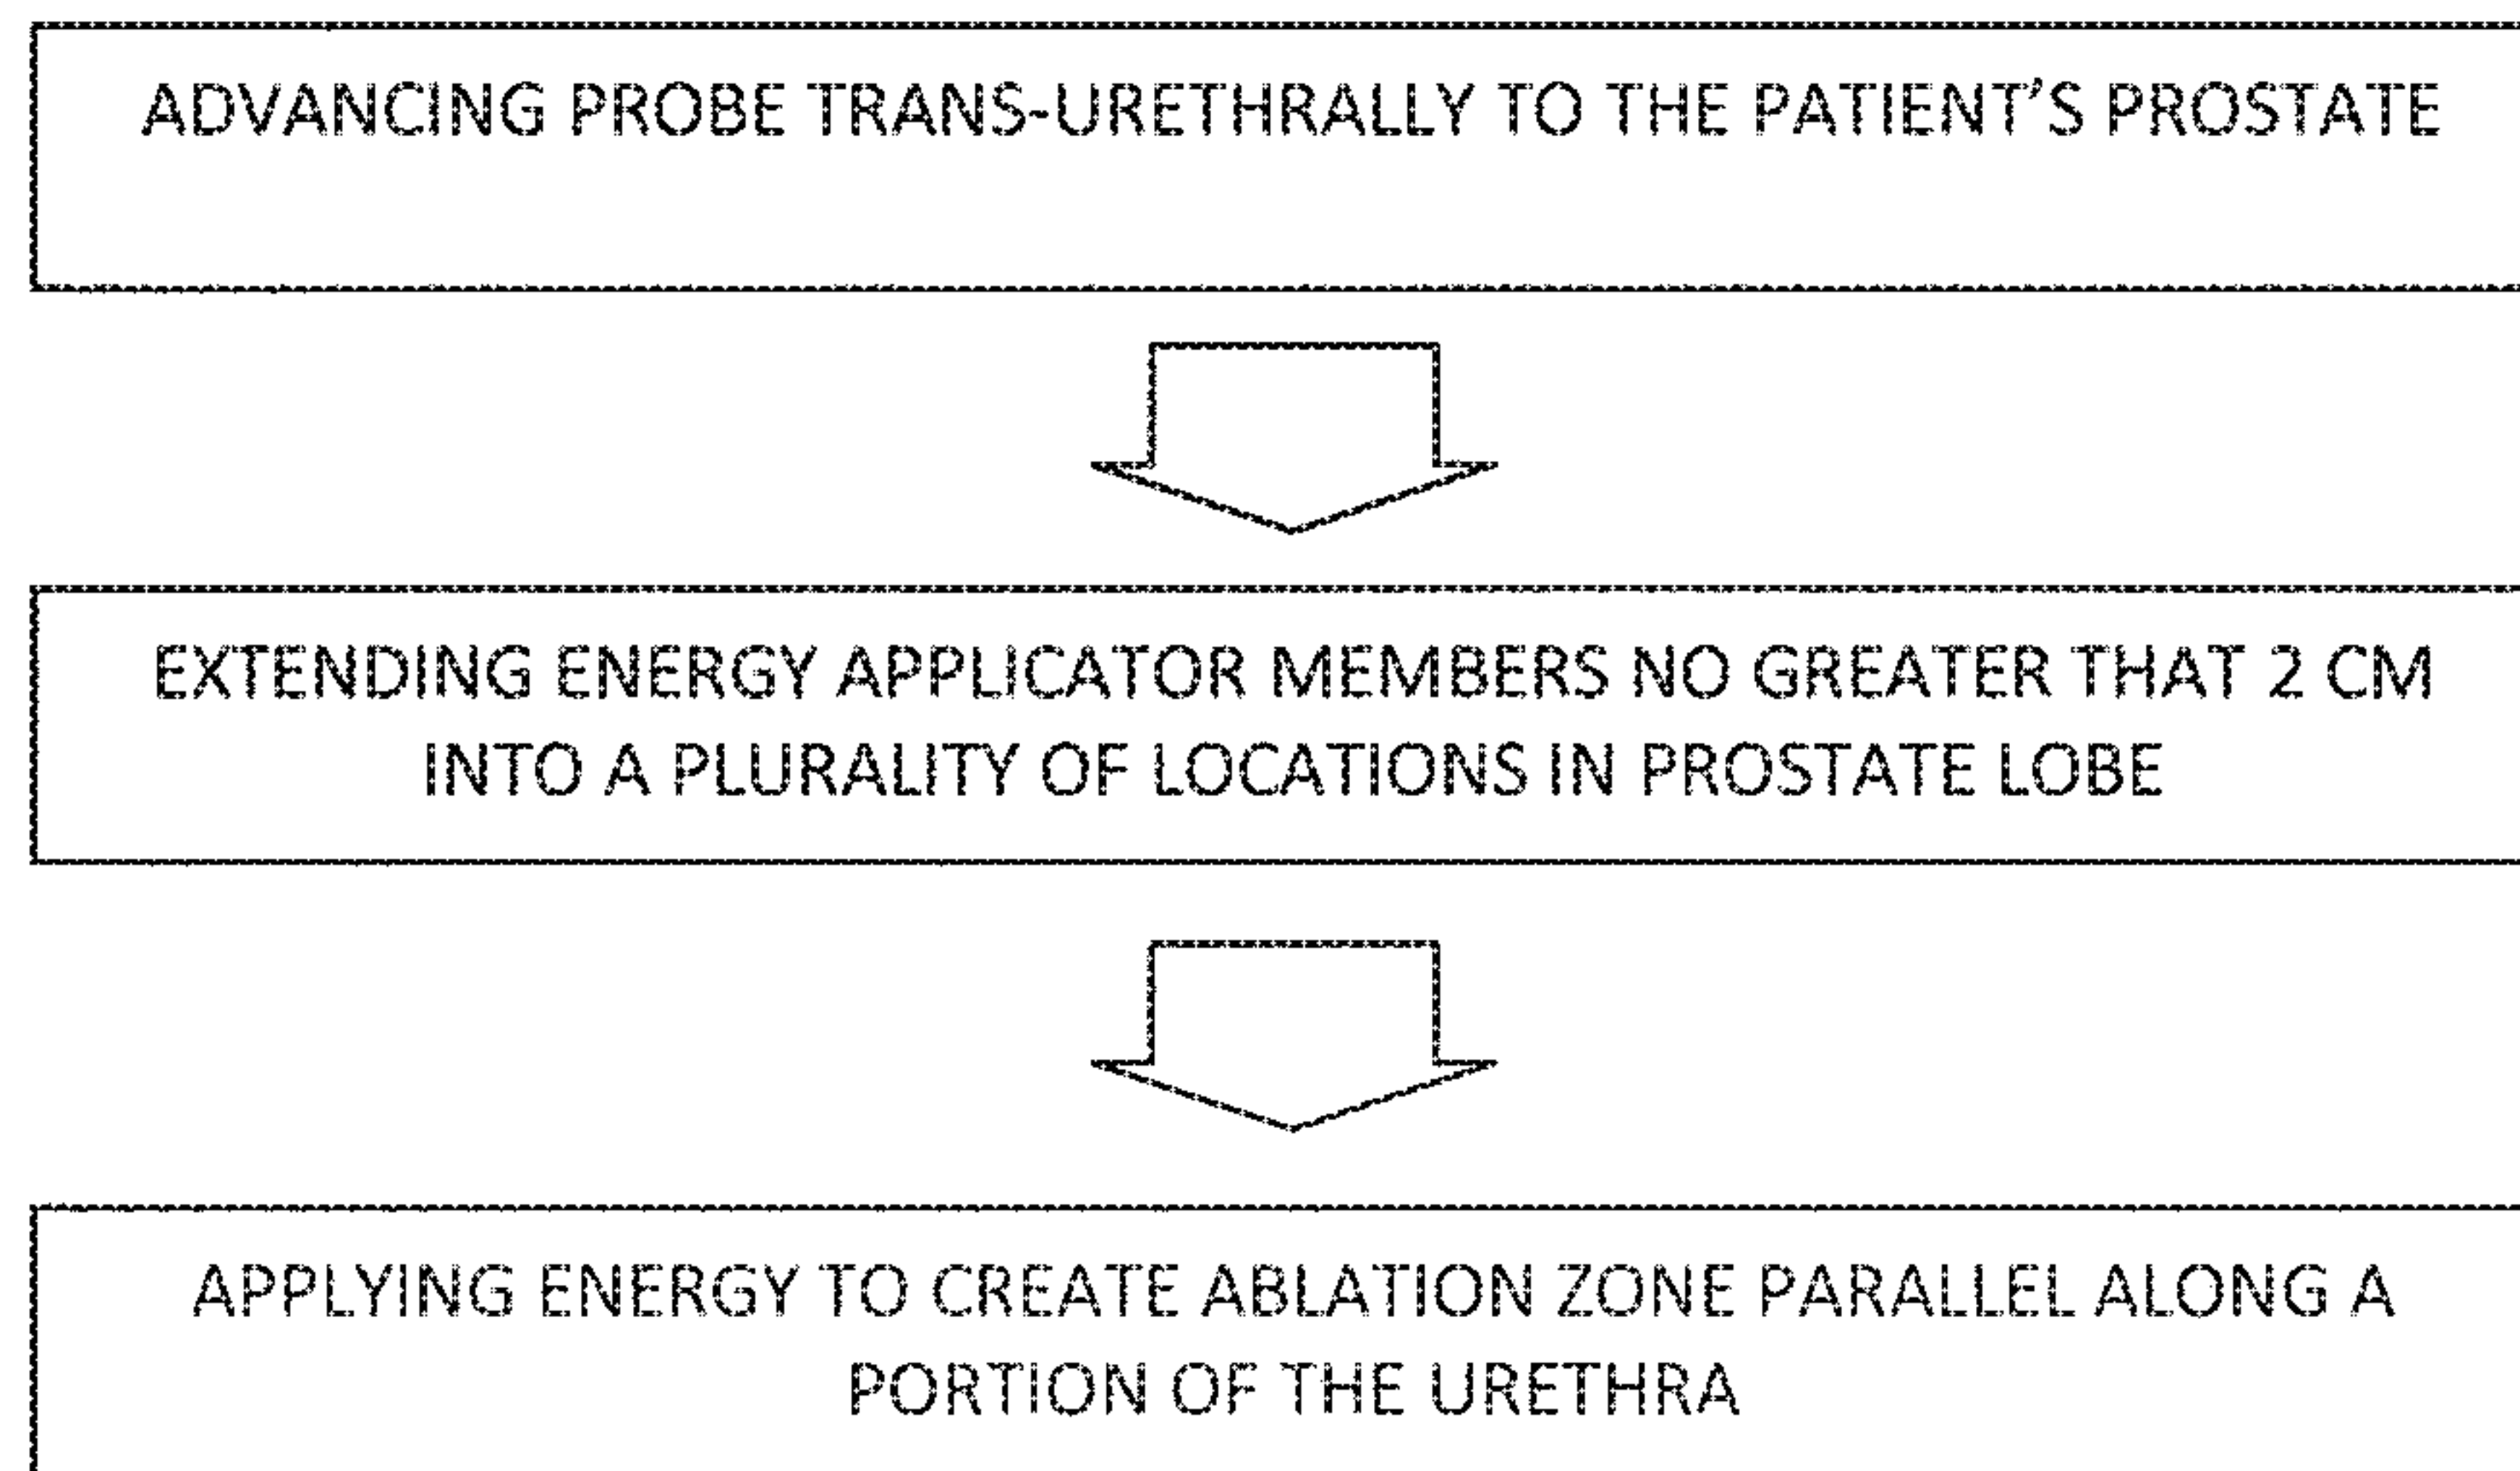 ADVANCING PROBE TRANS-URETHRALLY TO THE PATIENT'S PROSTATE
EXTENDING ENERGY APPLICATOR MEMBERS NO GREATER THAT 2 CM
INTO A PLURALITY OF LOCATIONS IN PROSTATE LOBE
APPLYING ENERGY TO CREATE ABLATION ZONE PARALLEL ALONG A
PORTION OF THE URETHRA